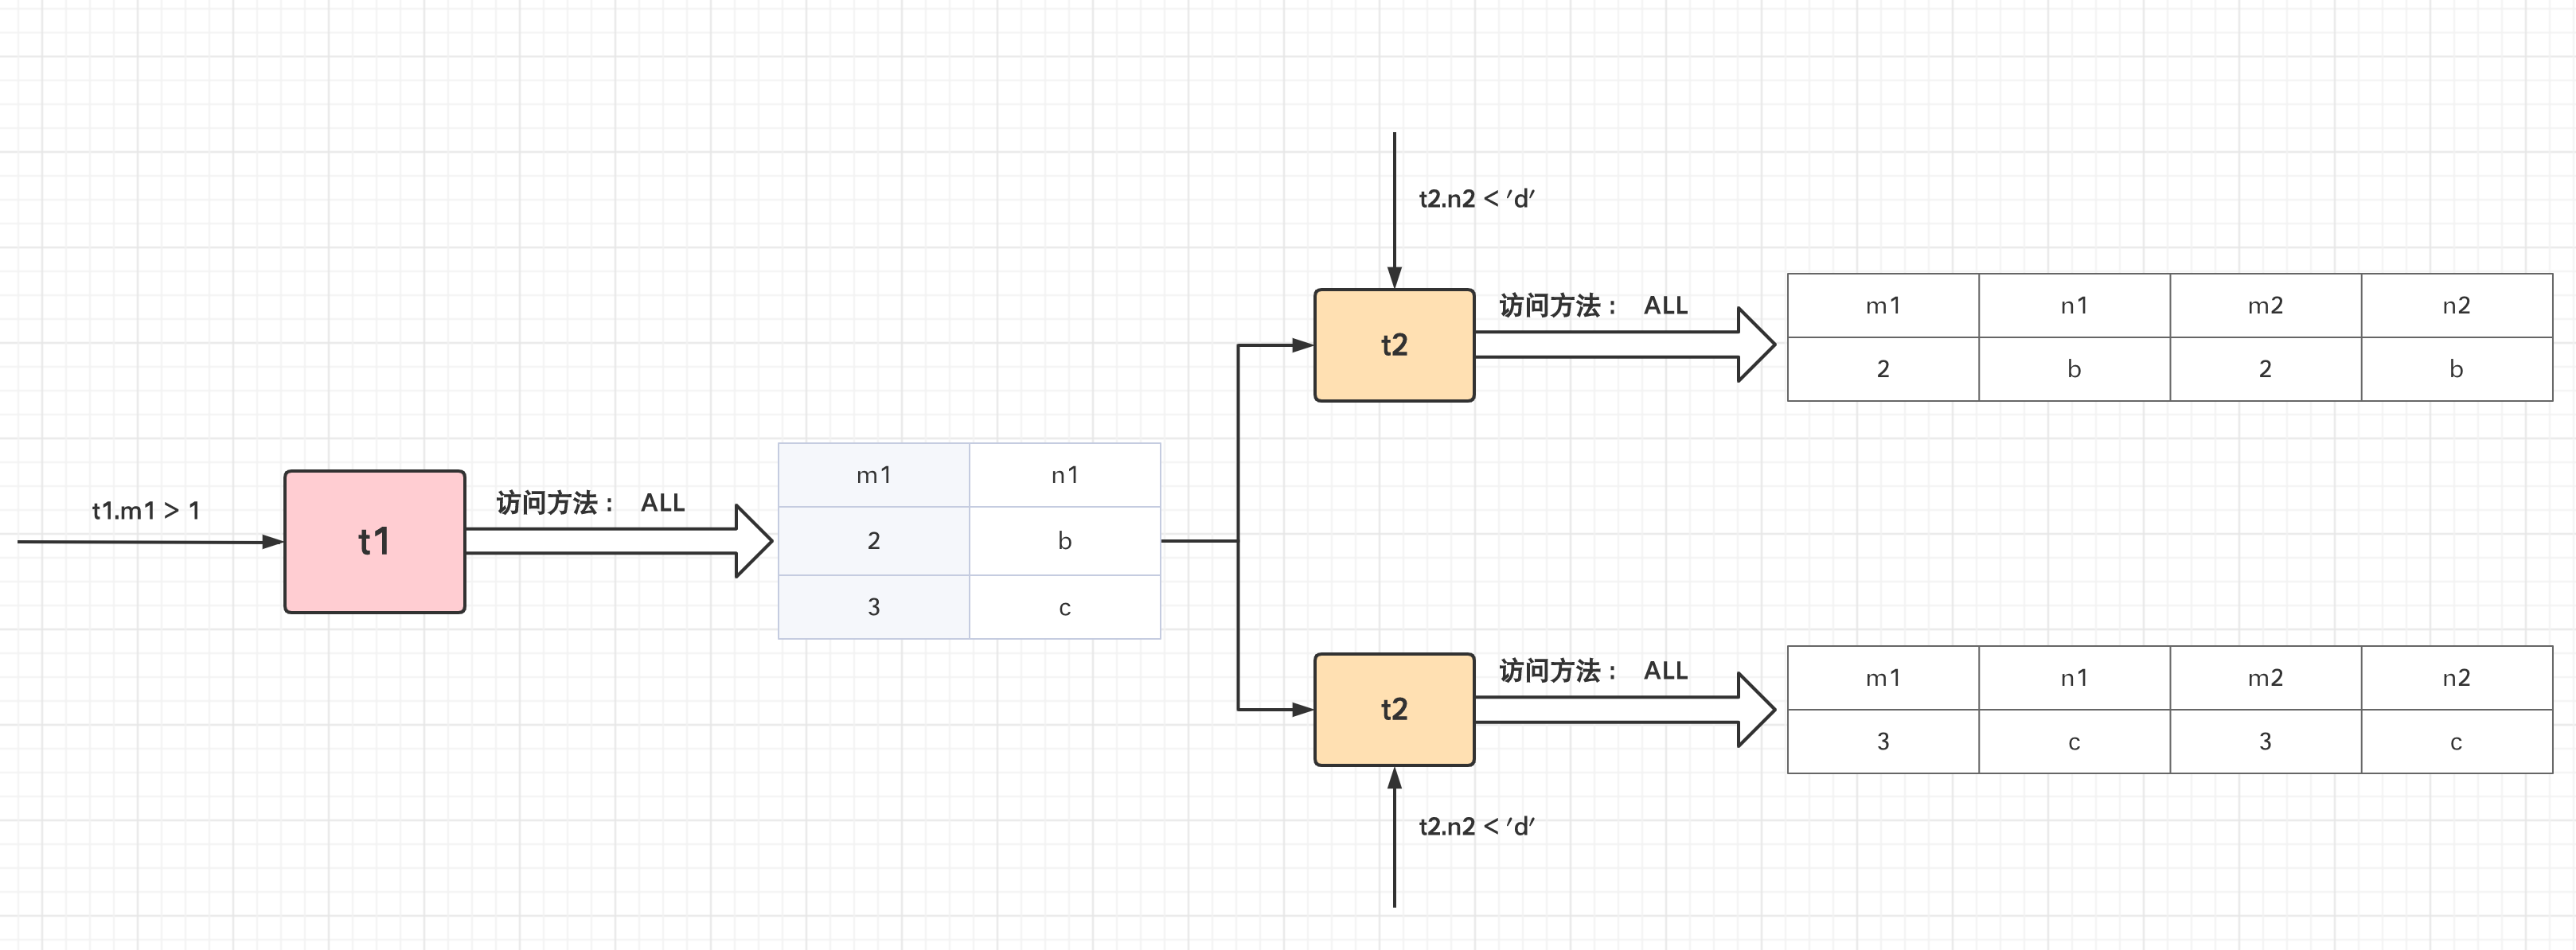 t1.m1 > 1
t1
访问方法： ALL
m1 n1
2 b
3 c
t2.n2 < 'd'
t2
访问方法： ALL
m1 n1 m2 n2
2 b 2 b
t2
访问方法： ALL
m1 n1 m2 n2
3 c 3 c
t2.n2 < 'd'